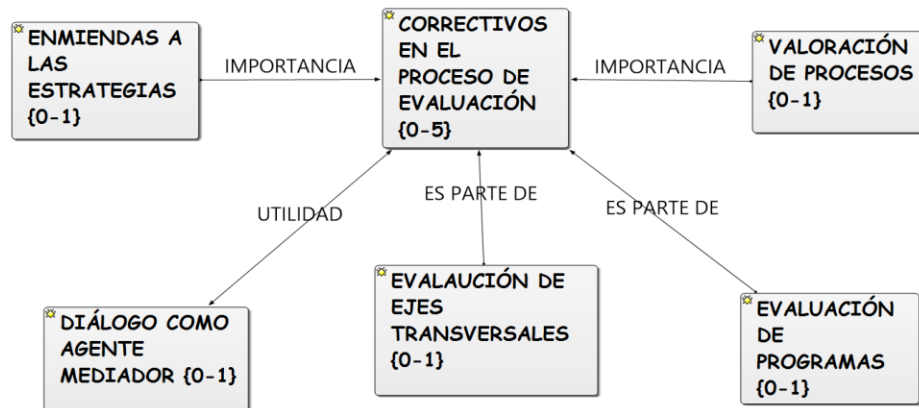 ENMIENDAS A
LAS
ESTRATEGIAS
{0-1}
IMPORTANCIA
CORRECTIVOS
EN EL
PROCESO DE
EVALUACIÓN
{0-5}
IMPORTANCIA
VALORACIÓN
DE PROCESOS
{0-1}
UTILIDAD
ES PARTE DE
ES PARTE DE
DIÁLOGO COMO
AGENTE
MEDIADOR {0-1}
EVALAUCIÓN DE
EJES
TRANSVERSALES
{0-1}
EVALUACIÓN
DE
PROGRAMAS
{0-1}